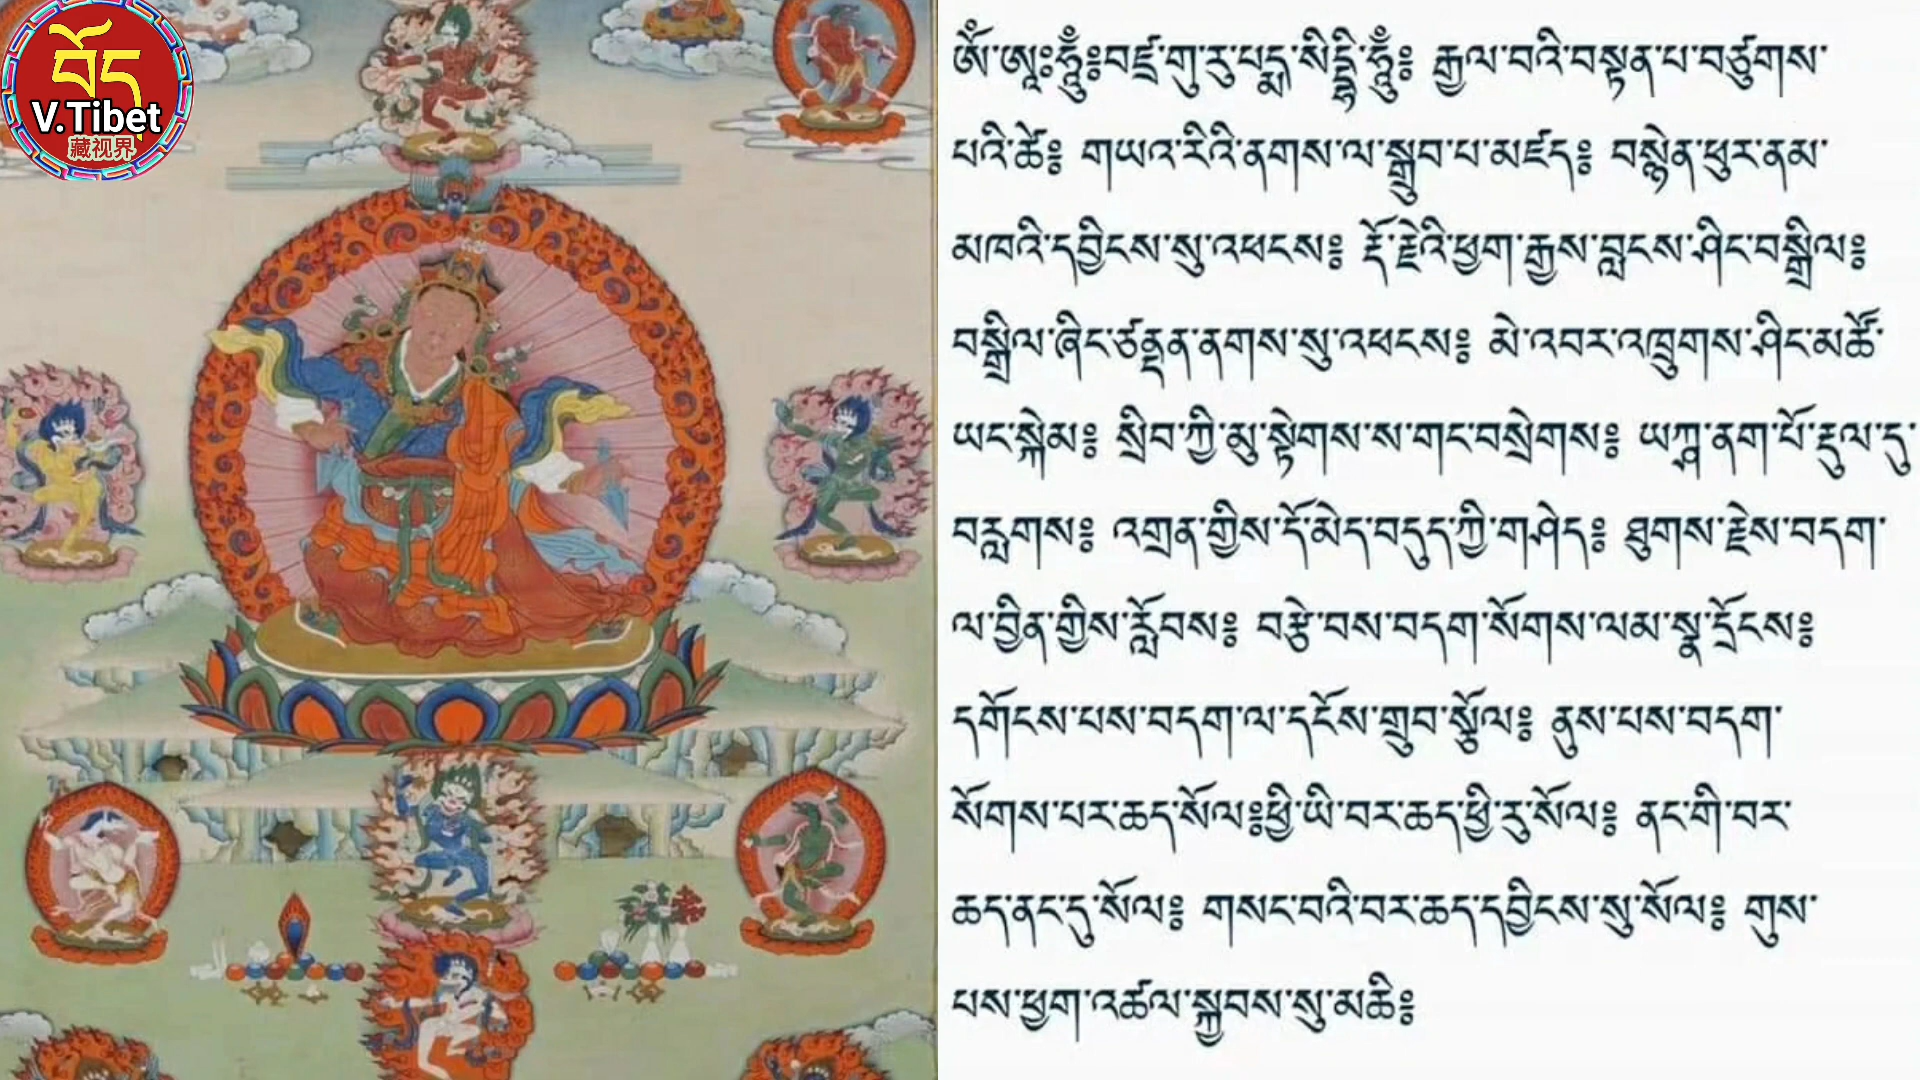 བོད
V.Tibet
藏视界
ཨོཾ་ཨཱཿཧཱུྃ༔བཛྲ་གུ་རུ་པདྨ་སིདྡྷི་ཧཱུྃ༔ རྒྱལ་བའི་བསྟན་པ་བཙུགས་
པའི་ཚེ༔ གཡའ་རིའི་ནགས་ལ་སྒྲུབ་པ་མཛད༔ བསྙེན་ཕུར་ནམ་
མཁའི་དབྱིངས་སུ་འཕངས༔ རྡོ་རྗེའི་ཕྱག་རྒྱས་བླངས་ཤིང་བསྒྲིལ༔
བསྒྲིལ་ཞིང་ཙནྡན་ནགས་སུ་འཕངས༔ མེ་འབར་འཁྲུགས་ཤིང་མཚོ་
ཡང་སྐེམ༔ སྲིབ་ཀྱི་མུ་སྟེགས་ས་གང་བསྲེགས༔ ཡཀྵ་ནག་པོ་རྡུལ་དུ་
བརླགས༔ འགྲན་གྱིས་དོ་མེད་བདུད་ཀྱི་གཤེད༔ ཐུགས་རྗེས་བདག་
ལ་བྱིན་གྱིས་རློབས༔ བརྩེ་བས་བདག་སོགས་ལམ་སྣ་དྲོངས༔
དགོངས་པས་བདག་ལ་དངོས་གྲུབ་སྩོལ༔ ནུས་པས་བདག་
སོགས་པར་ཆད་སོལ༔ཕྱི་ཡི་བར་ཆད་ཕྱི་རུ་སོལ༔ ནང་གི་བར་
ཆད་ནང་དུ་སོལ༔ གསང་བའི་བར་ཆད་དབྱིངས་སུ་སོལ༔ གུས་
པས་ཕྱག་འཚལ་སྐྱབས་སུ་མཆི༔